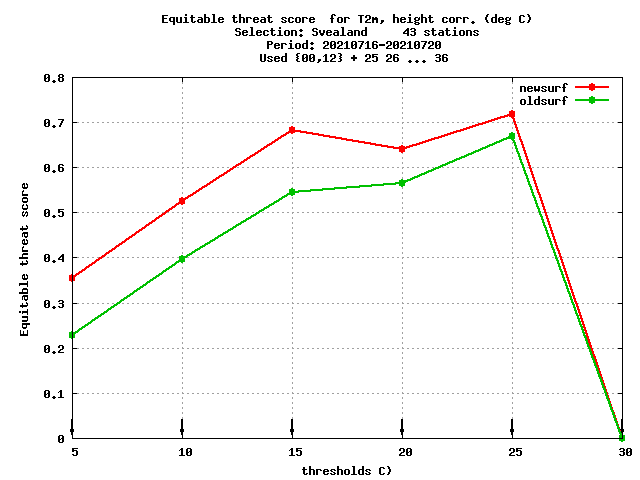 Equitable threat score  for T2m, height corr. (deg C)
Selection: Svealand     43 stations
Period: 20210716-20210720
Used {00,12} + 25 26 ... 36
newsurf
oldsurf
Equitable threat score
0.8
0.7
0.6
0.5
0.4
0.3
0.2
0.1
0
5 10 15 20 25 30
thresholds C)